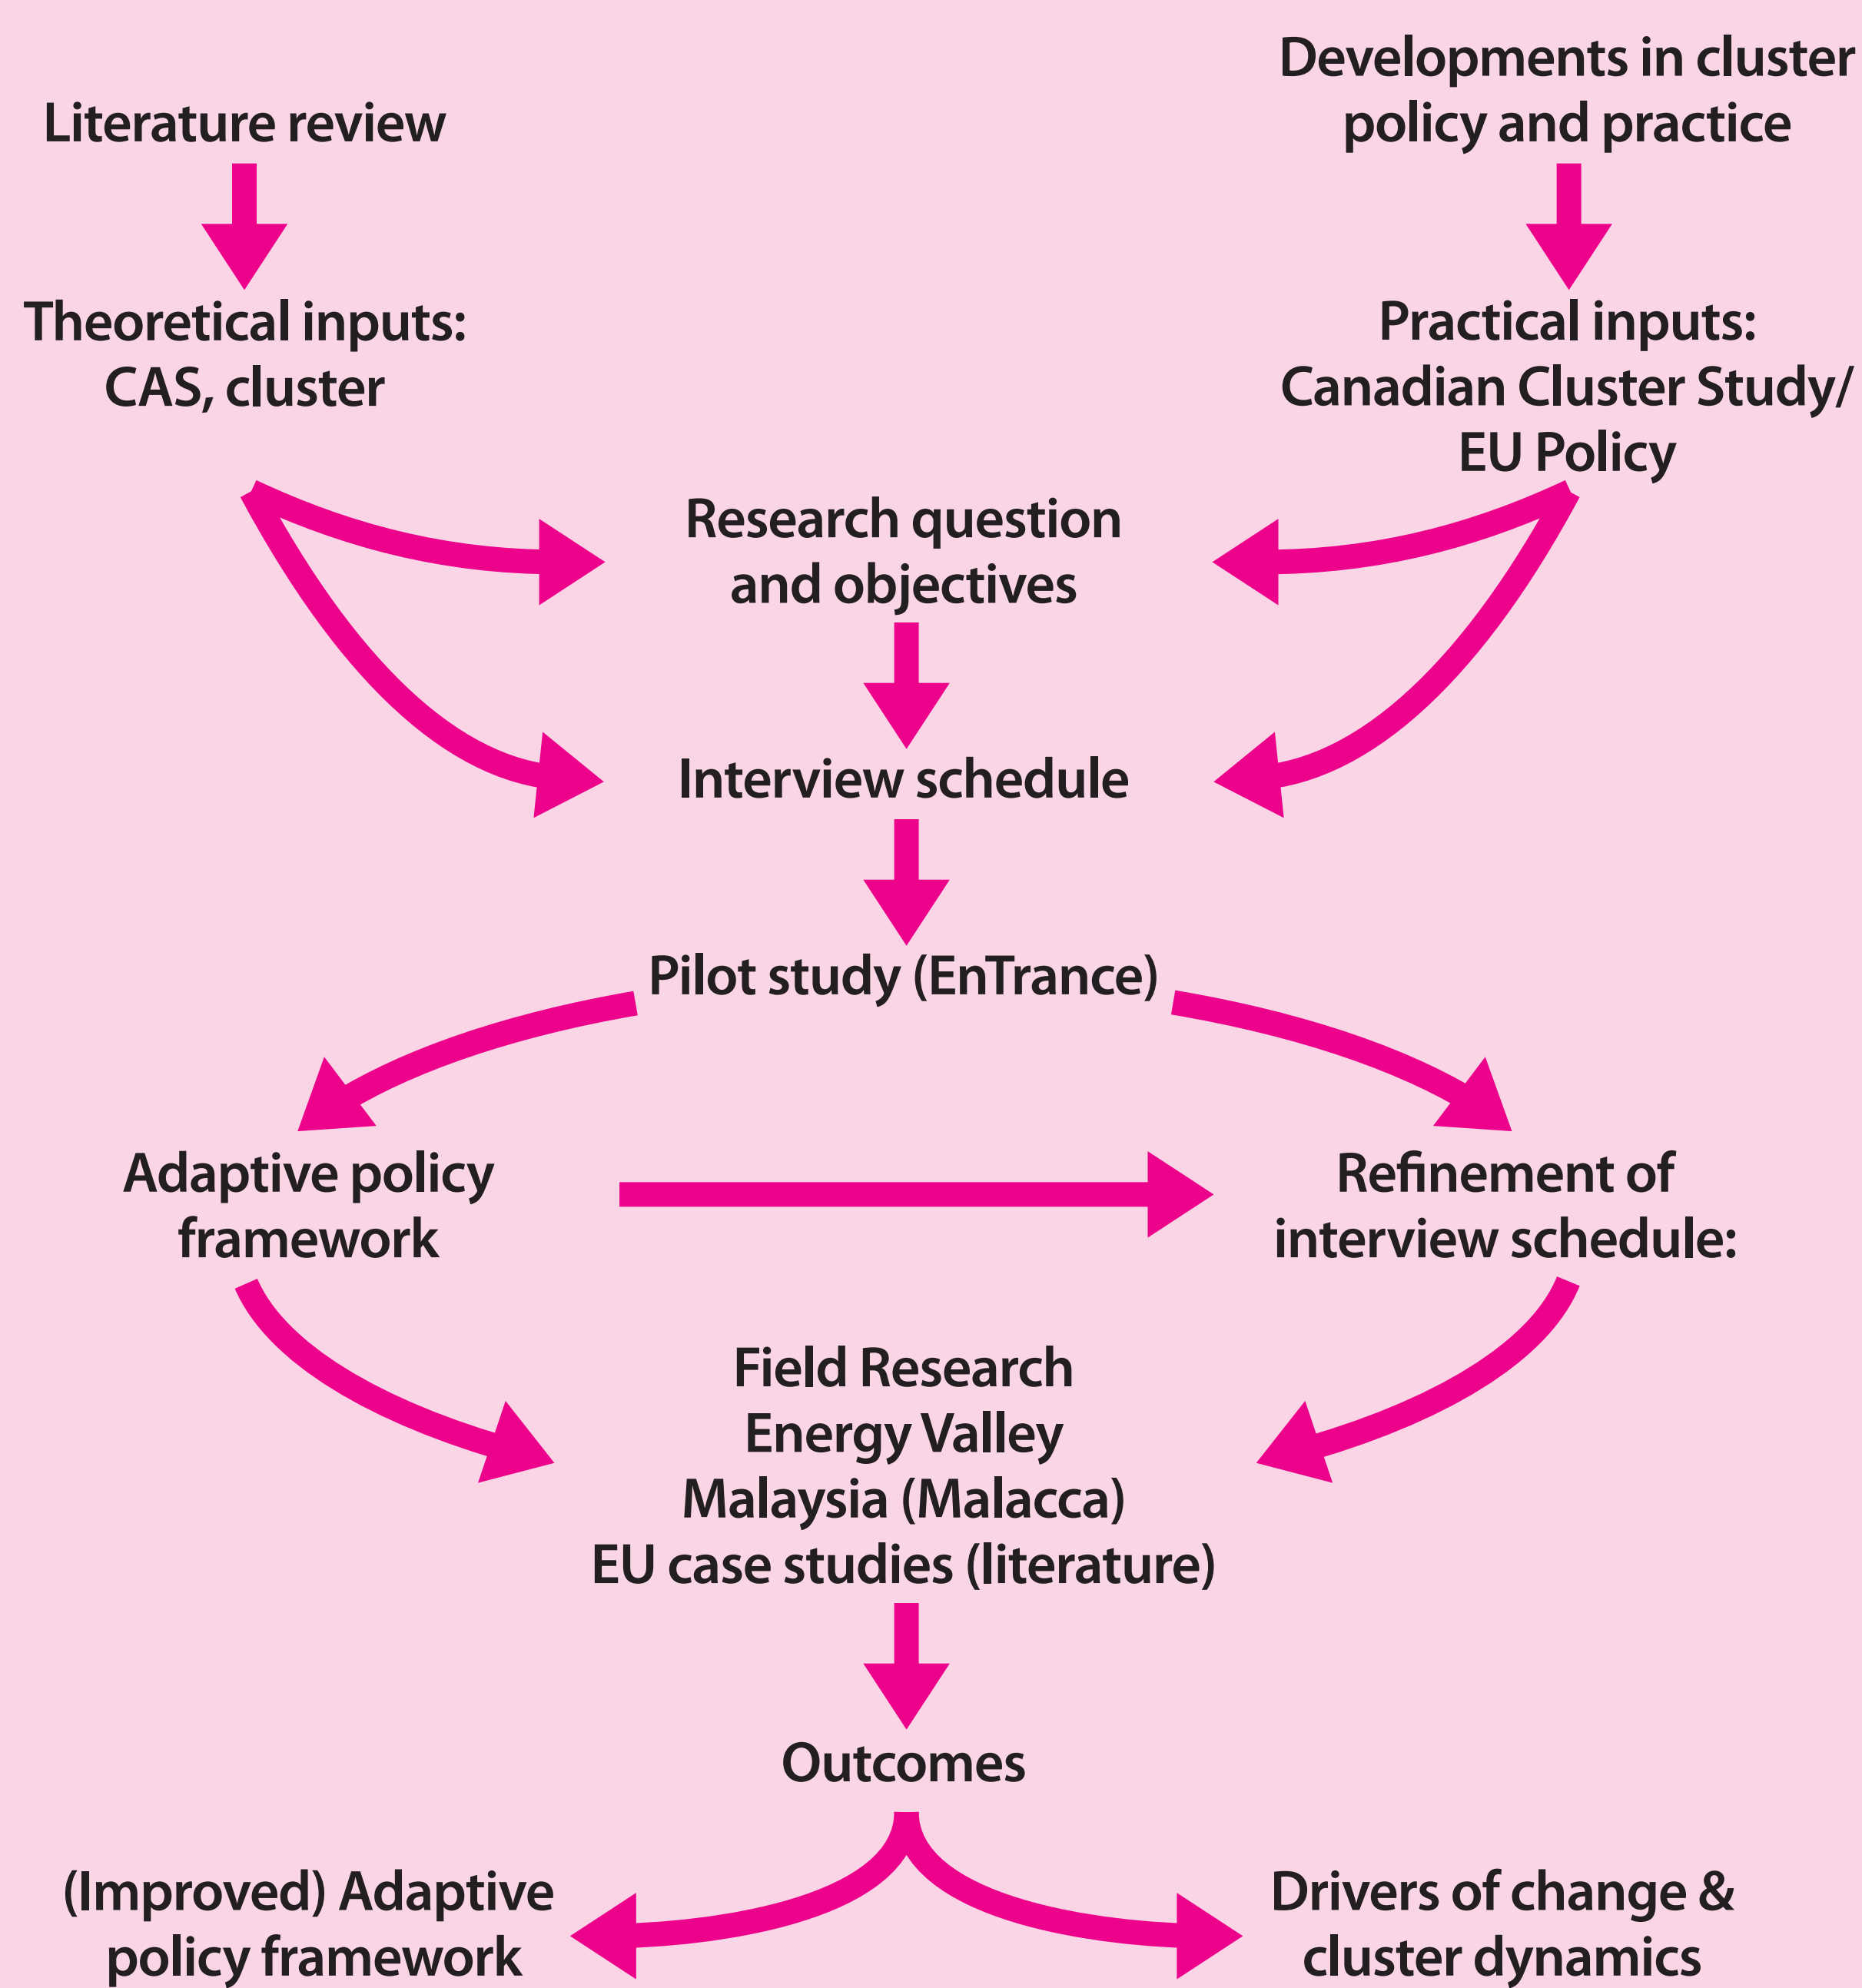 Literature review
Developments in cluster
policy and practice
Theoretical inputs:
CAS, cluster
Practical inputs:
Canadian Cluster Study/
EU Policy
Research question
and objectives
Interview schedule
Pilot study (EnTrance)
Adaptive policy
framework
Refinement of
interview schedule:
Field Research
Energy Valley
Malaysia (Malacca)
EU case studies (literature)
Outcomes
(Improved) Adaptive
policy framework
Drivers of change &
cluster dynamics